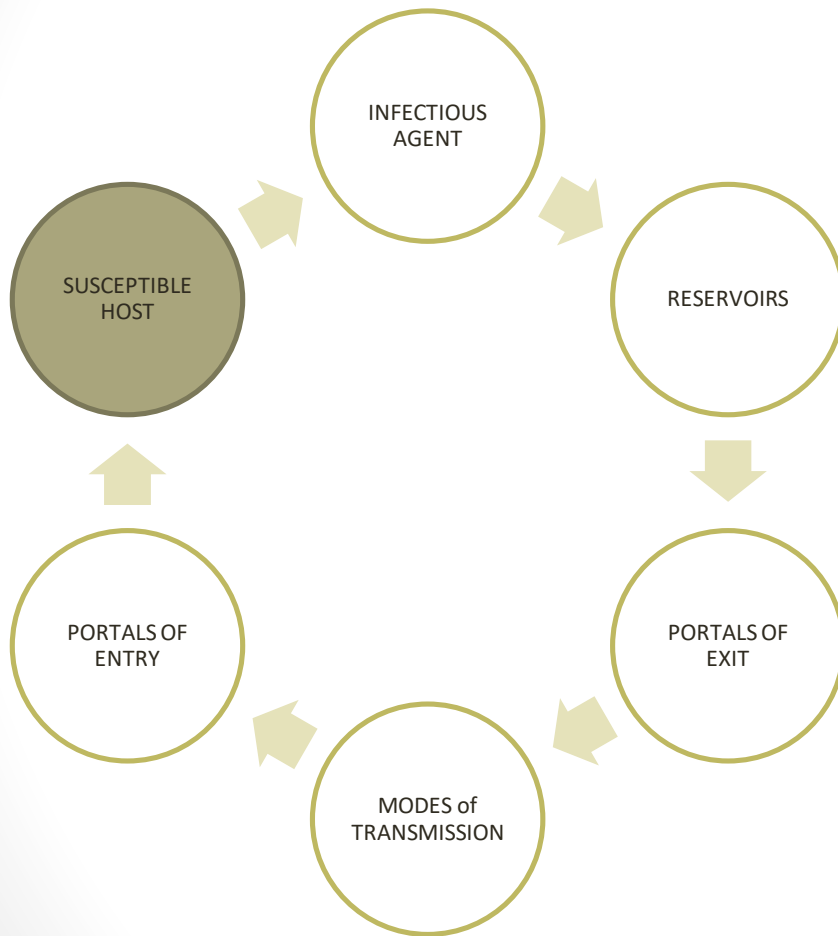 INFECTIOUS
AGENT
RESERVOIRS
PORTALS OF
EXIT
MODES of
TRANSMISSION
PORTALS OF
ENTRY
SUSCEPTIBLE
HOST